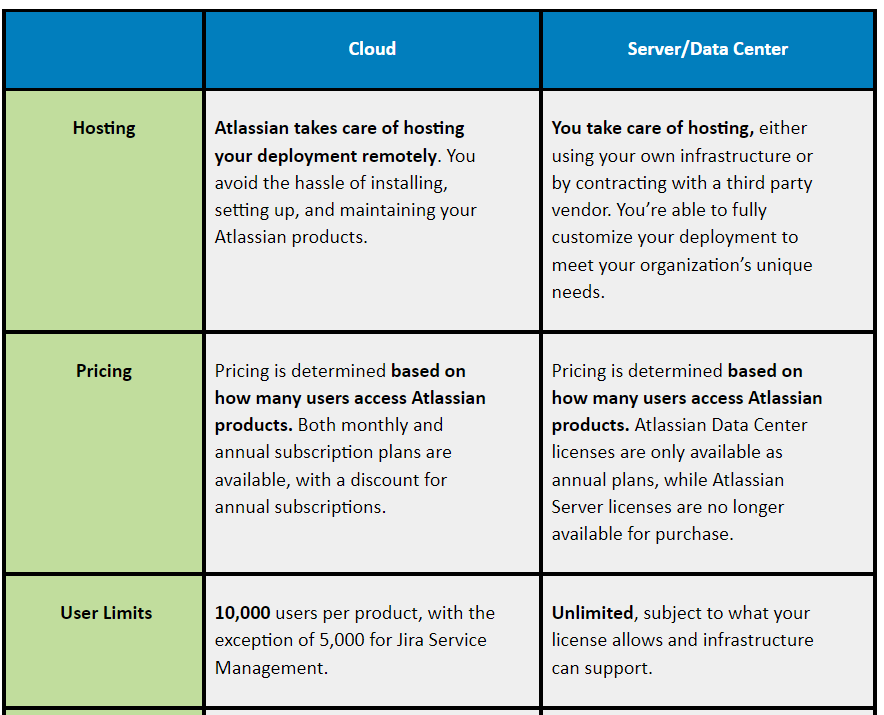 Cloud
Server/Data Center
Hosting
Atlassian takes care of hosting
your deployment remotely. You
avoid the hassle of installing,
setting up, and maintaining your
Atlassian products.
You take care of hosting, either
using your own infrastructure or
by contracting with a third party
vendor. You’re able to fully
customize your deployment to
meet your organization’s unique
needs.
Pricing
Pricing is determined based on
how many users access Atlassian
products. Both monthly and
annual subscription plans are
available, with a discount for
annual subscriptions.
Pricing is determined based on
how many users access Atlassian
products. Atlassian Data Center
licenses are only available as
annual plans, while Atlassian
Server licenses are no longer
available for purchase.
User Limits
10,000 users per product, with the
exception of 5,000 for Jira Service
Management.
Unlimited, subject to what your
license allows and infrastructure
can support.